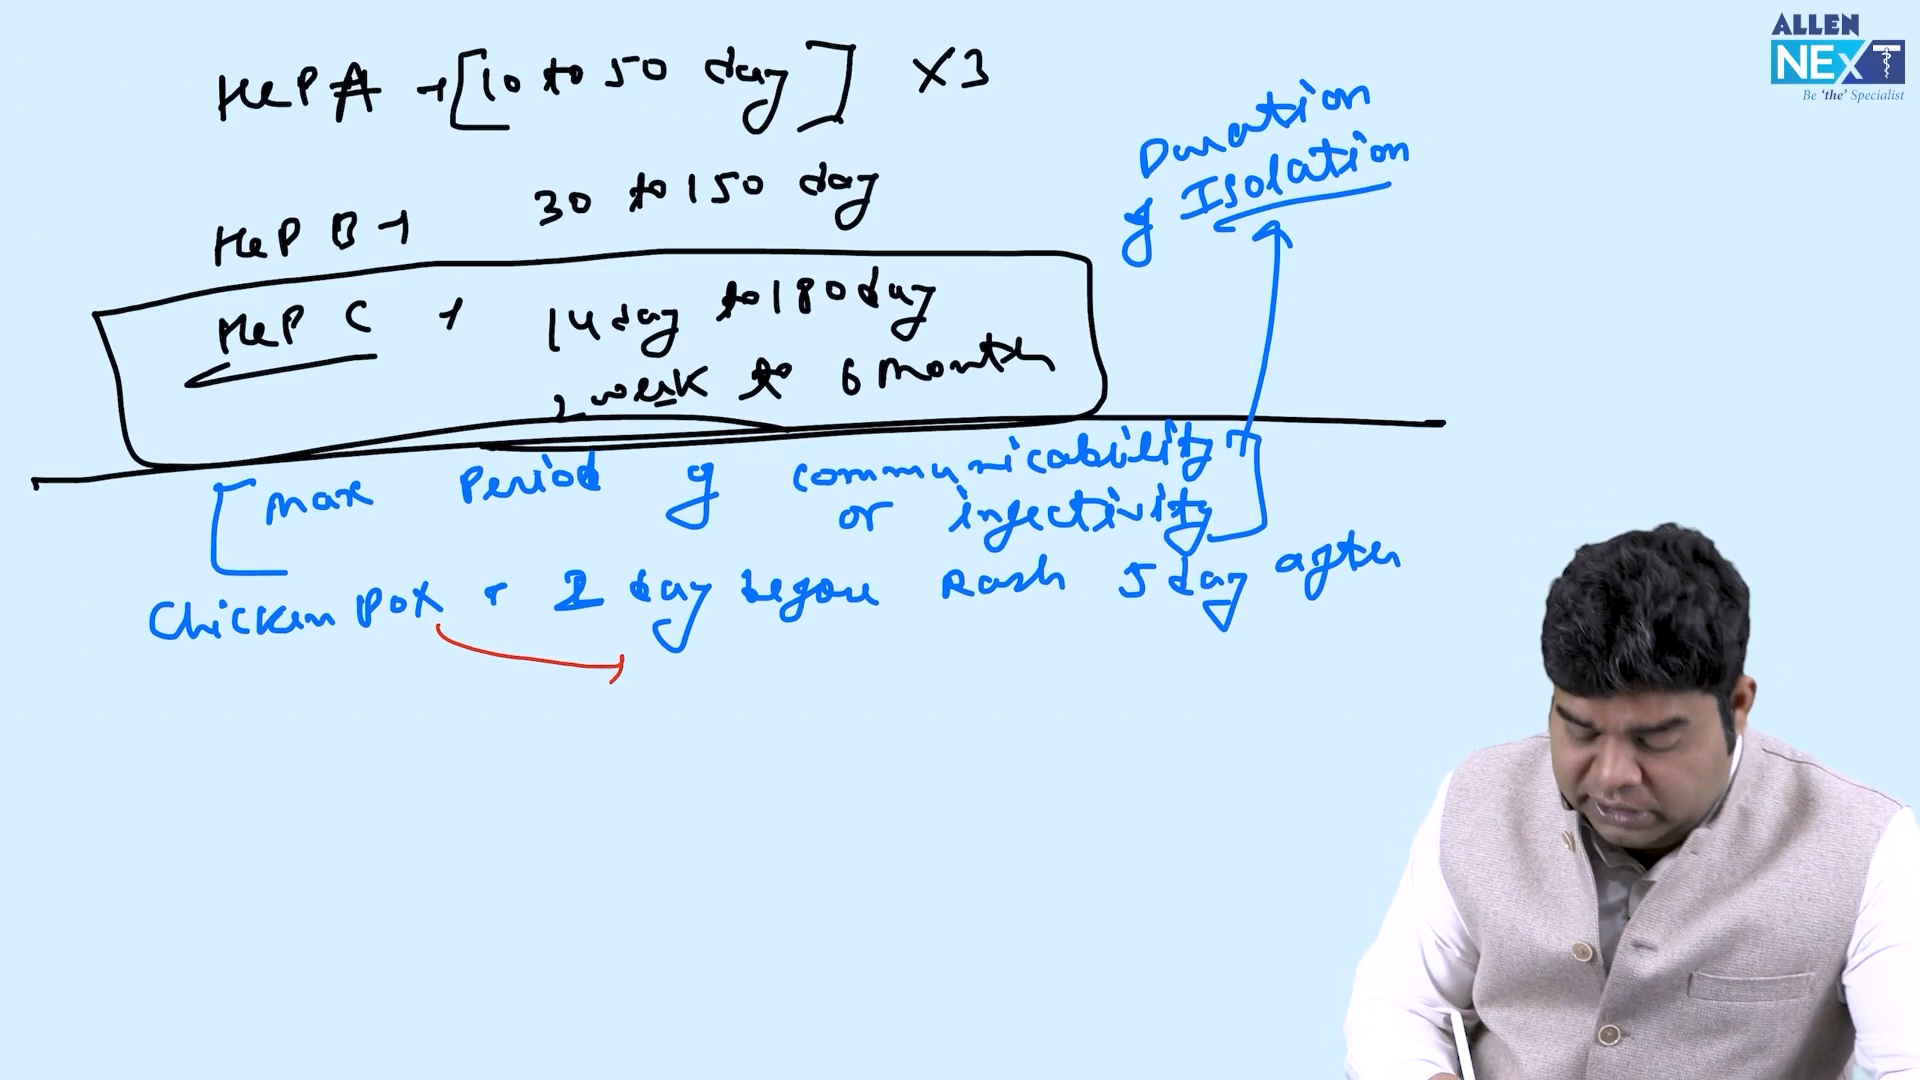 HeP A → [10 to 50 day] X3
HeP B → 30 to 150 day
HeP C → 14 day to 180 day
2 week to 6 month
Duration
of Isolation
Max Period of communicability
or infectivity
Chicken pox → 2 day before Rash 5 day after
ALLEN
NEXT
Be 'the' Specialist